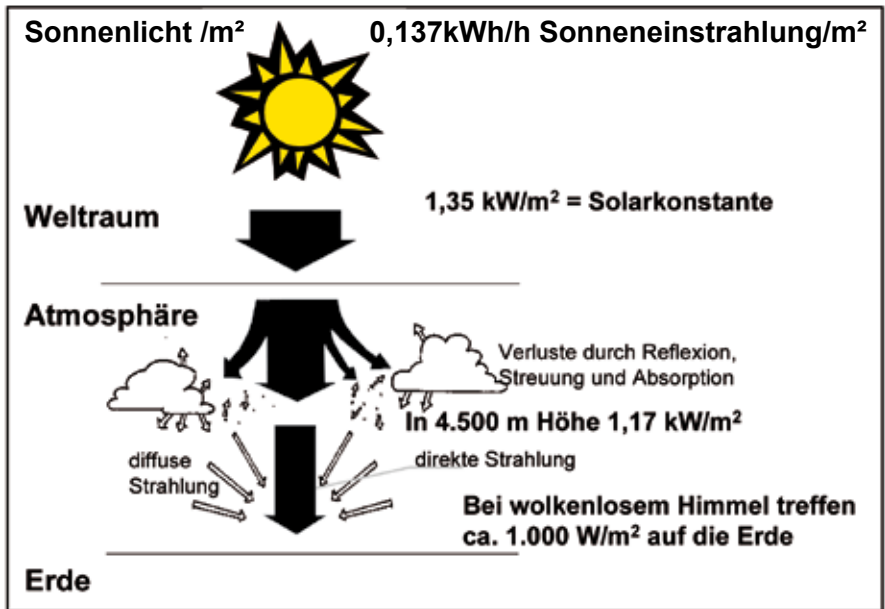 Sonnenlicht /m² 0,137kWh/h Sonneneinstrahlung/m²
1,35 kW/m² = Solarkonstante
Weltraum
Atmosphäre
Verluste durch Reflexion,
Streuung und Absorption
In 4.500 m Höhe 1,17 kW/m²
diffuse
Strahlung
direkte Strahlung
Bei wolkenlosem Himmel treffen
ca. 1.000 W/m² auf die Erde
Erde